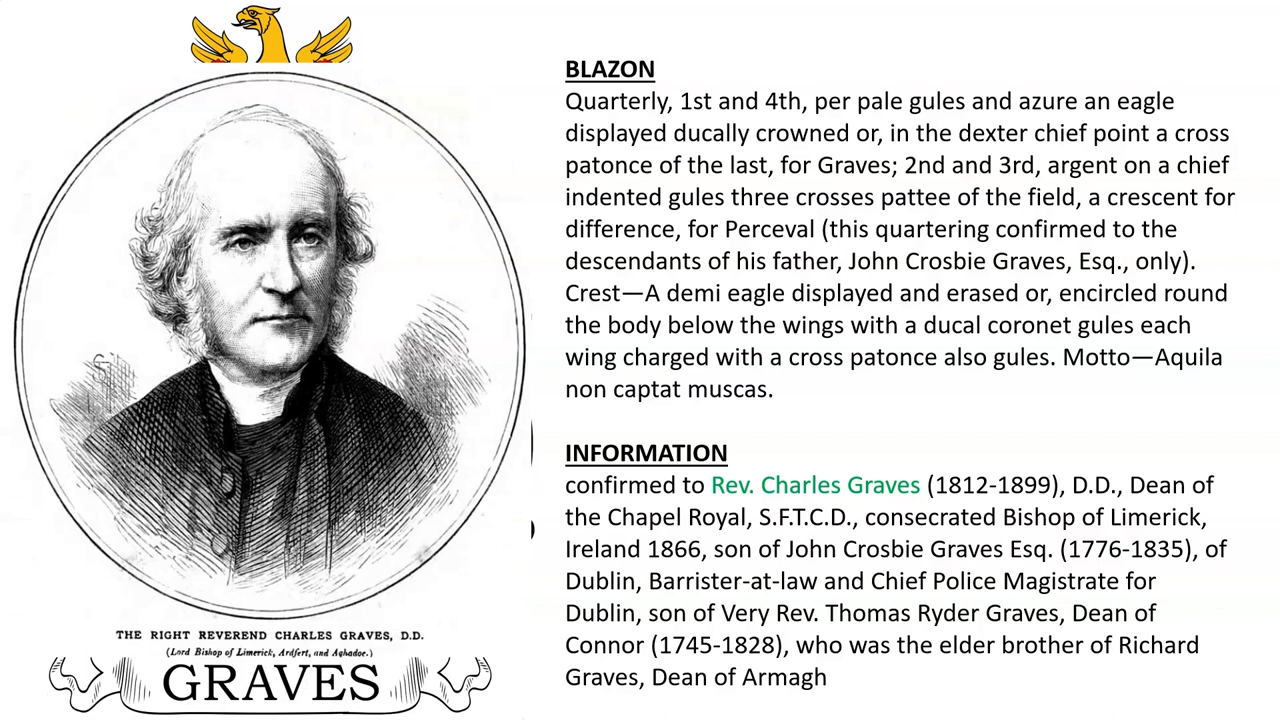 THE RIGHT REVEREND CHARLES GRAVES, D.D.
(Lord Bishop of Limerick, Ardfert, and Aghadoe.)
GRAVES
BLAZON
Quarterly, 1st and 4th, per pale gules and azure an eagle
displayed ducally crowned or, in the dexter chief point a cross
patonce of the last, for Graves; 2nd and 3rd, argent on a chief
indented gules three crosses pattee of the field, a crescent for
difference, for Perceval (this quartering confirmed to the
descendants of his father, John Crosbie Graves, Esq., only).
Crest—A demi eagle displayed and erased or, encircled round
the body below the wings with a ducal coronet gules each
wing charged with a cross patonce also gules. Motto—Aquila
non captat muscas.
INFORMATION
confirmed to Rev. Charles Graves (1812-1899), D.D., Dean of
the Chapel Royal, S.F.T.C.D., consecrated Bishop of Limerick,
Ireland 1866, son of John Crosbie Graves Esq. (1776-1835), of
Dublin, Barrister-at-law and Chief Police Magistrate for
Dublin, son of Very Rev. Thomas Ryder Graves, Dean of
Connor (1745-1828), who was the elder brother of Richard
Graves, Dean of Armagh